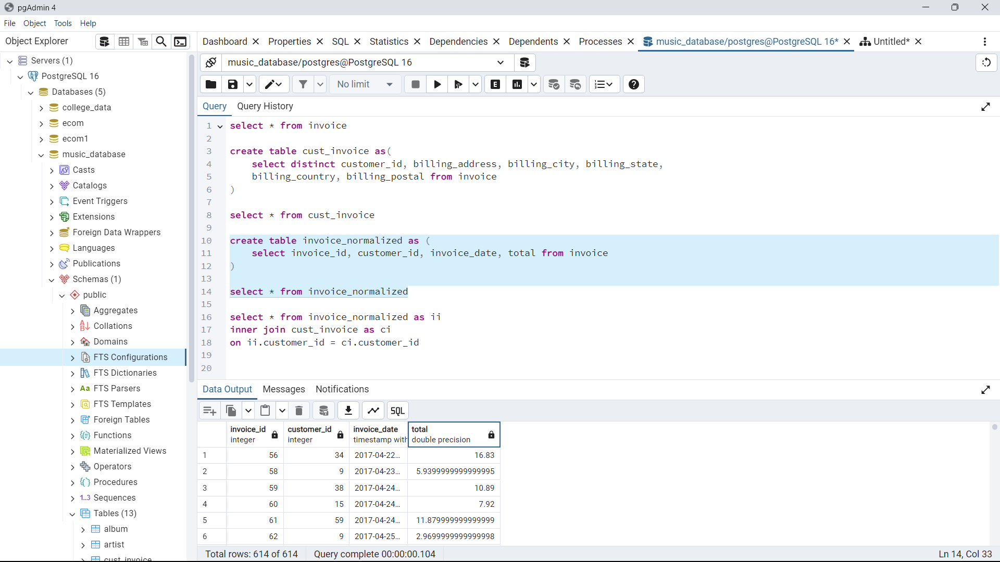 pgAdmin 4
File Object Tools Help
Object Explorer
Dashboard Properties SQL Statistics Dependencies Dependents Processes music_database/postgres@PostgreSQL 16* Untitled*
Servers (1)
PostgreSQL 16
Databases (5)
college_data
ecom
ecom1
music_database
Casts
Catalogs
Event Triggers
Extensions
Foreign Data Wrappers
Languages
Publications
Schemas (1)
public
Aggregates
Collations
Domains
FTS Configurations
FTS Dictionaries
Aa FTS Parsers
FTS Templates
Foreign Tables
Functions
Materialized Views
Operators
Procedures
1..3 Sequences
Tables (13)
album
artist
cust_invoice
music_database/postgres@PostgreSQL 16
No limit
E
Query Query History
1 select * from invoice
2
3 create table cust_invoice as(
4 select distinct customer_id, billing_address, billing_city, billing_state,
5 billing_country, billing_postal from invoice
6 )
7
8 select * from cust_invoice
9
10 create table invoice_normalized as (
11 select invoice_id, customer_id, invoice_date, total from invoice
12 )
13
14 select * from invoice_normalized
15
16 select * from invoice_normalized as ii
17 inner join cust_invoice as ci
18 on ii.customer_id = ci.customer_id
19
20
Data Output Messages Notifications
SQL
invoice_id customer_id invoice_date total
integer integer timestamp with double precision
1 56 34 2017-04-22... 16.83
2 58 9 2017-04-23... 5.9399999999999995
3 59 38 2017-04-24... 10.89
4 60 15 2017-04-24... 7.92
5 61 59 2017-04-24... 11.879999999999999
6 62 9 2017-04-25... 2.9699999999999998
Total rows: 614 of 614 Query complete 00:00:00.104 Ln 14, Col 33